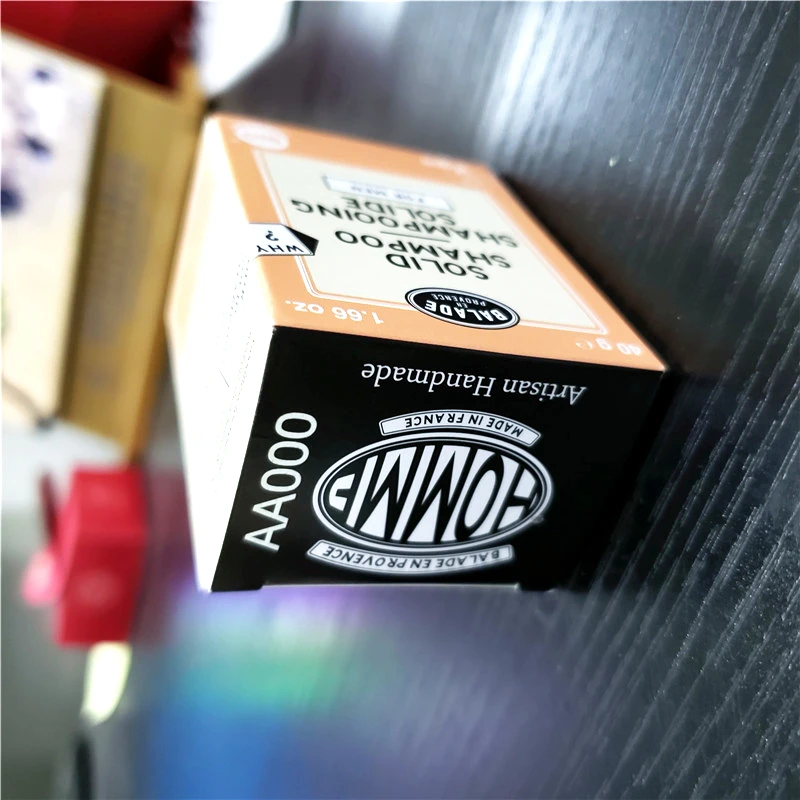 40 g e
1.66 oz.
BALADE
EN
PROVENCE
SOLID
SHAMPOO
SHAMPOOING
SOLIDE
FOR MEN
WHY
?
Artisan Handmade
MADE IN FRANCE
HOMME
BALADE EN PROVENCE
AA000